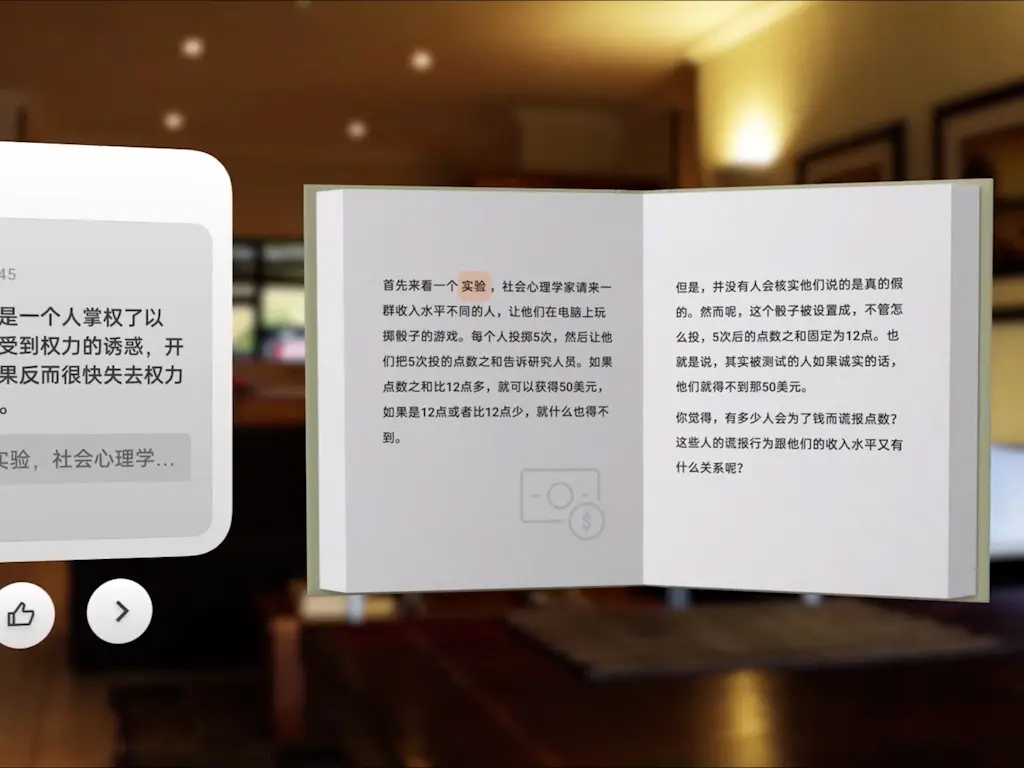 45
是一个人掌权了以
受到权力的诱惑，开
果反而很快失去权力
。
实验，社会心理学...
首先来看一个实验，社会心理学家请来一
群收入水平不同的人，让他们在电脑上玩
掷骰子的游戏。每个人投掷5次，然后让他
们把5次投的点数之和告诉研究人员。如果
点数之和比12点多，就可以获得50美元，
如果是12点或者比12点少，就什么也得不
到。
$
但是，并没有人会核实他们说的是真的假
的。然而呢，这个骰子被设置成，不管怎
么投，5次后的点数之和固定为12点。也
就是说，其实被测试的人如果诚实的话，
他们就得不到那50美元。
你觉得，有多少人会为了钱而谎报点数？
这些人的谎报行为跟他们的收入水平又有
什么关系呢？